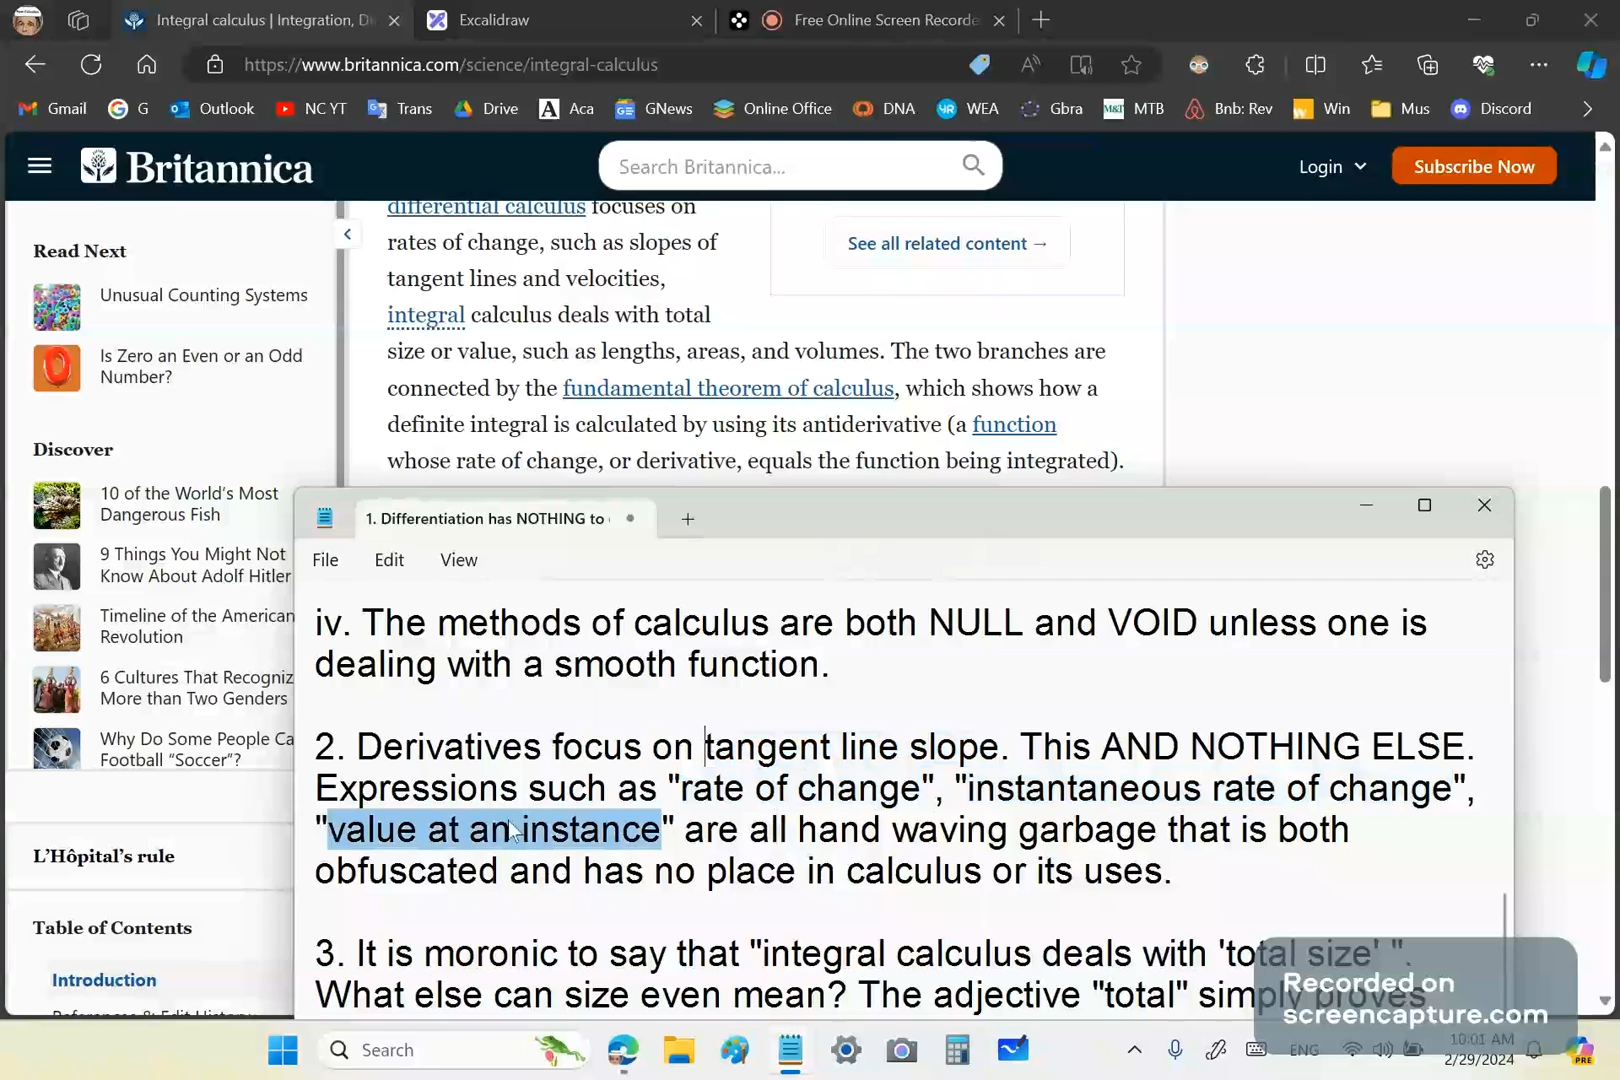 Integral calculus | Integration, Di
Excalidraw
Free Online Screen Recorde
https://www.britannica.com/science/integral-calculus
Gmail
G
Outlook
NC YT
Trans
Drive
Aca
GNews
Online Office
DNA
WEA
Gbra
MTB
Bnb: Rev
Win
Mus
Discord
Britannica
Search Britannica...
Login
Subscribe Now
Read Next
Unusual Counting Systems
Is Zero an Even or an Odd
Number?
Discover
10 of the World's Most
Dangerous Fish
9 Things You Might Not
Know About Adolf Hitler
Timeline of the American
Revolution
6 Cultures That Recogniz
More than Two Genders
Why Do Some People Ca
Football "Soccer"?
L'Hôpital's rule
Table of Contents
Introduction
References & Edit History
differential calculus focuses on
rates of change, such as slopes of
tangent lines and velocities,
integral calculus deals with total
size or value, such as lengths, areas, and volumes. The two branches are
connected by the fundamental theorem of calculus, which shows how a
definite integral is calculated by using its antiderivative (a function
whose rate of change, or derivative, equals the function being integrated).
See all related content →
1. Differentiation has NOTHING to
File
Edit
View
iv. The methods of calculus are both NULL and VOID unless one is
dealing with a smooth function.
2. Derivatives focus on tangent line slope. This AND NOTHING ELSE.
Expressions such as "rate of change", "instantaneous rate of change",
"value at an instance" are all hand waving garbage that is both
obfuscated and has no place in calculus or its uses.
3. It is moronic to say that "integral calculus deals with 'total size' ".
What else can size even mean? The adjective "total" simply proves
Recorded on
screencapture.com
Search
ENG
10:01 AM
2/29/2024
PRE